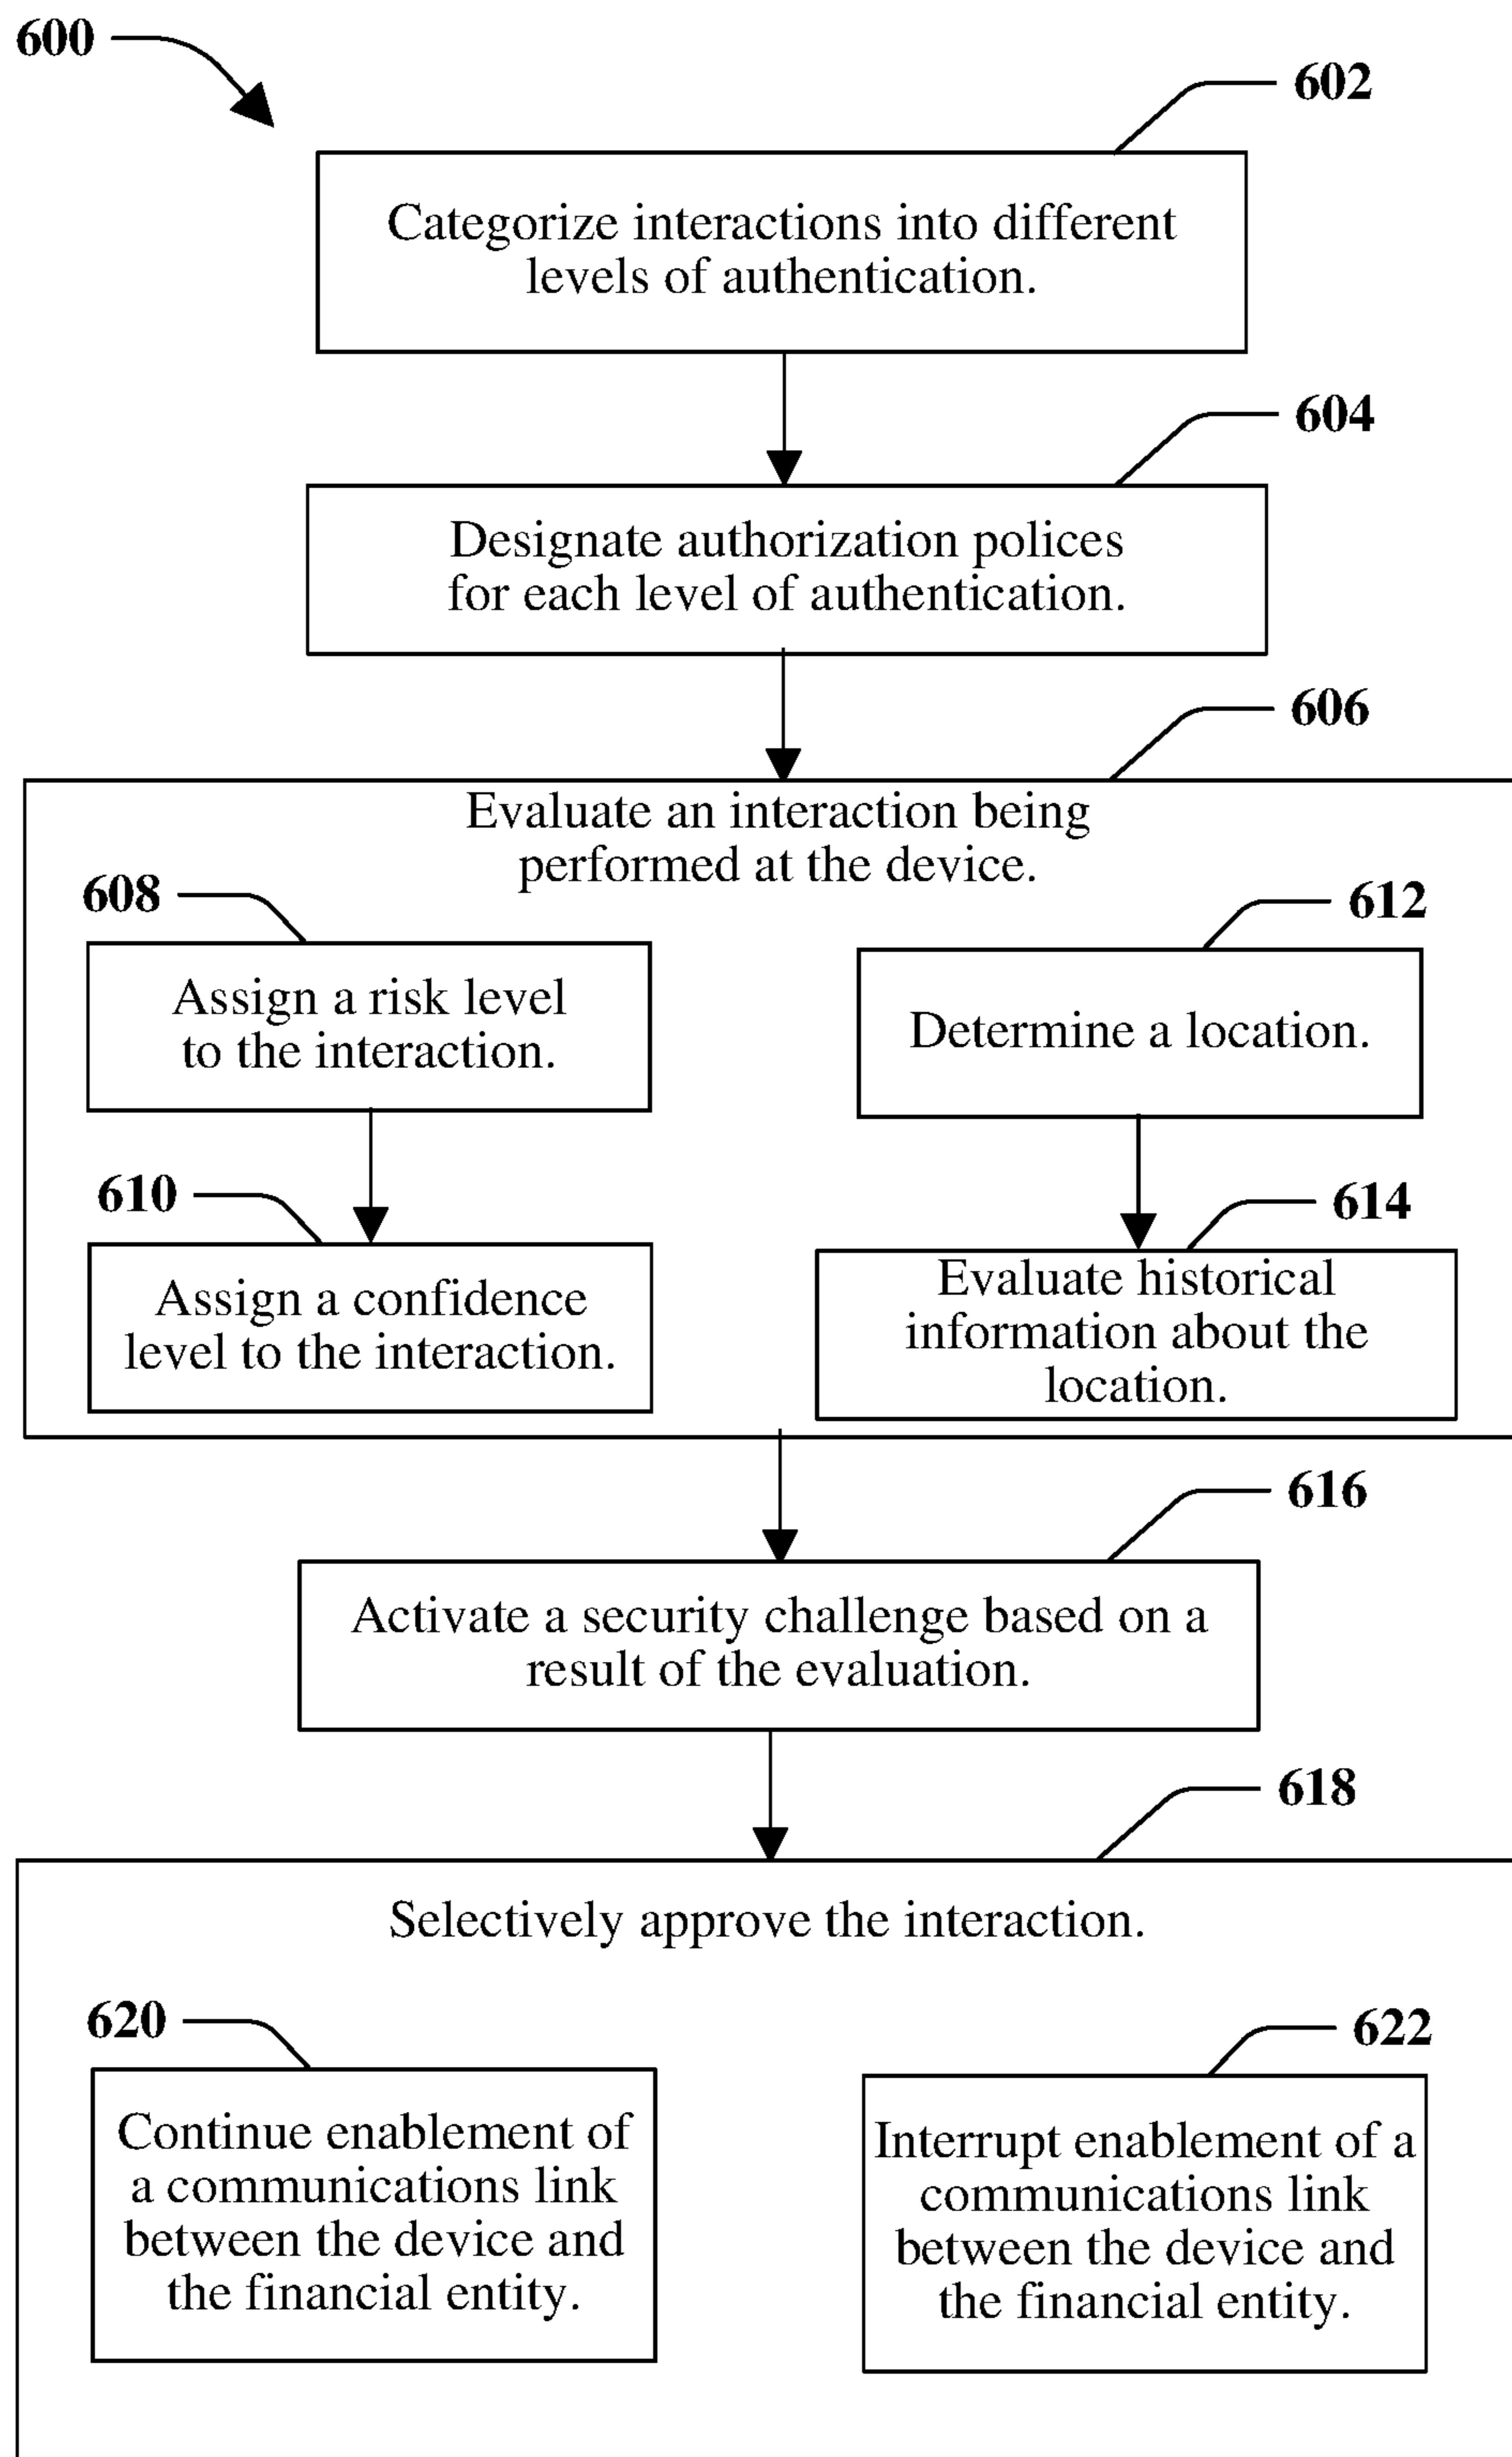 600
602
Categorize interactions into different
levels of authentication.
604
Designate authorization polices
for each level of authentication.
606
Evaluate an interaction being
performed at the device.
608
Assign a risk level
to the interaction.
610
Assign a confidence
level to the interaction.
612
Determine a location.
614
Evaluate historical
information about the
location.
616
Activate a security challenge based on a
result of the evaluation.
618
Selectively approve the interaction.
620
Continue enablement of
a communications link
between the device and
the financial entity.
622
Interrupt enablement of a
communications link
between the device and
the financial entity.